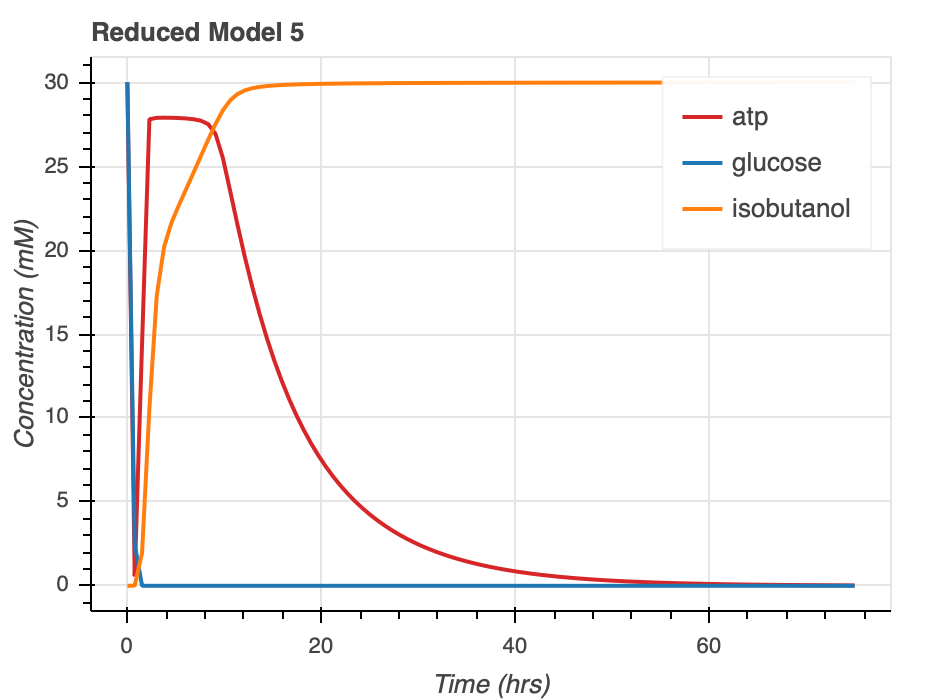 Reduced Model 5
30
25
20
15
10
5
0
Concentration (mM)
atp
glucose
isobutanol
0
20
40
60
Time (hrs)